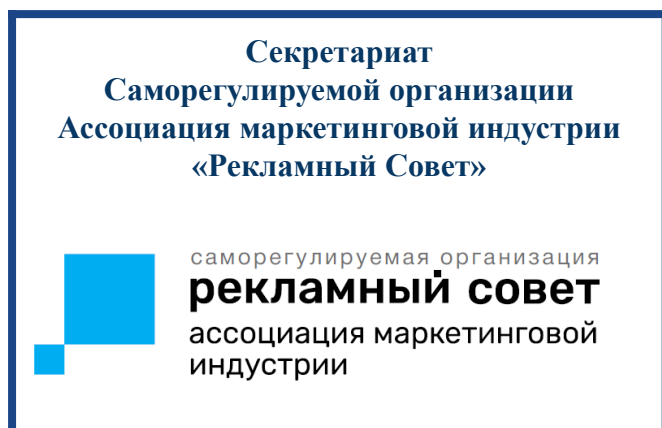 Секретариат
Саморегулируемой организации
Ассоциация маркетинговой индустрии
«Рекламный Совет»
саморегулируемая организация
рекламный совет
ассоциация маркетинговой
индустрии